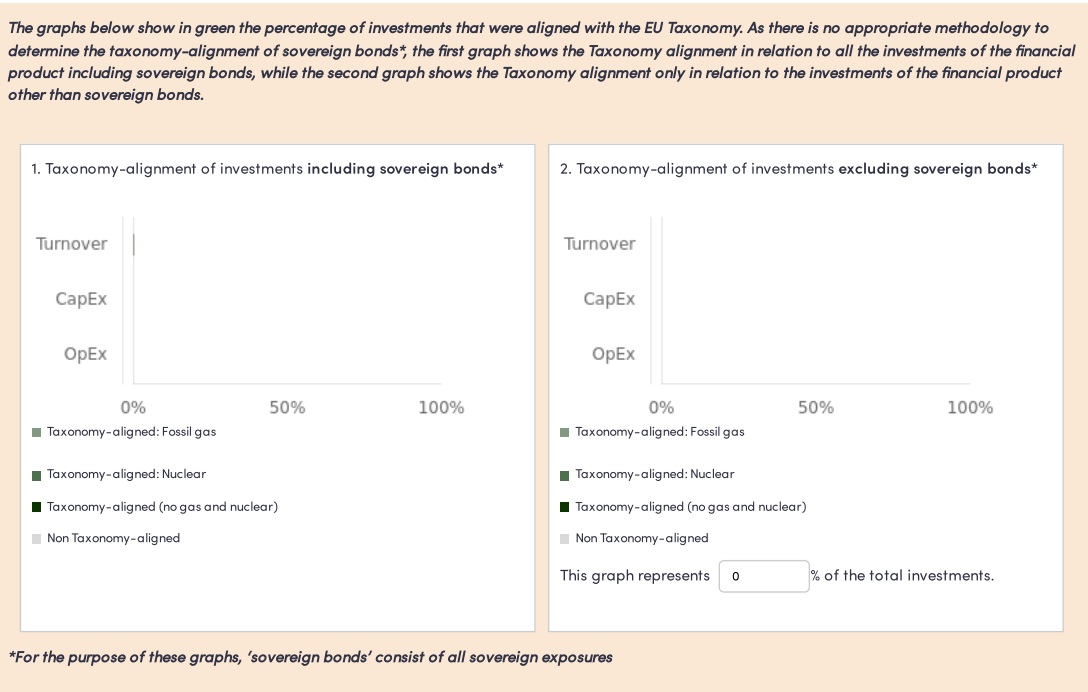 The graphs below show in green the percentage of investments that were aligned with the EU Taxonomy. As there is no appropriate methodology to
determine the taxonomy-alignment of sovereign bonds*, the first graph shows the Taxonomy alignment in relation to all the investments of the financial
product including sovereign bonds, while the second graph shows the Taxonomy alignment only in relation to the investments of the financial product
other than sovereign bonds.
1. Taxonomy-alignment of investments including sovereign bonds*
Turnover
CapEx
OpEx
0% 50% 100%
Taxonomy-aligned: Fossil gas
Taxonomy-aligned: Nuclear
Taxonomy-aligned (no gas and nuclear)
Non Taxonomy-aligned
2. Taxonomy-alignment of investments excluding sovereign bonds*
Turnover
CapEx
OpEx
0% 50% 100%
Taxonomy-aligned: Fossil gas
Taxonomy-aligned: Nuclear
Taxonomy-aligned (no gas and nuclear)
Non Taxonomy-aligned
This graph represents 0 % of the total investments.
*For the purpose of these graphs, ‘sovereign bonds’ consist of all sovereign exposures